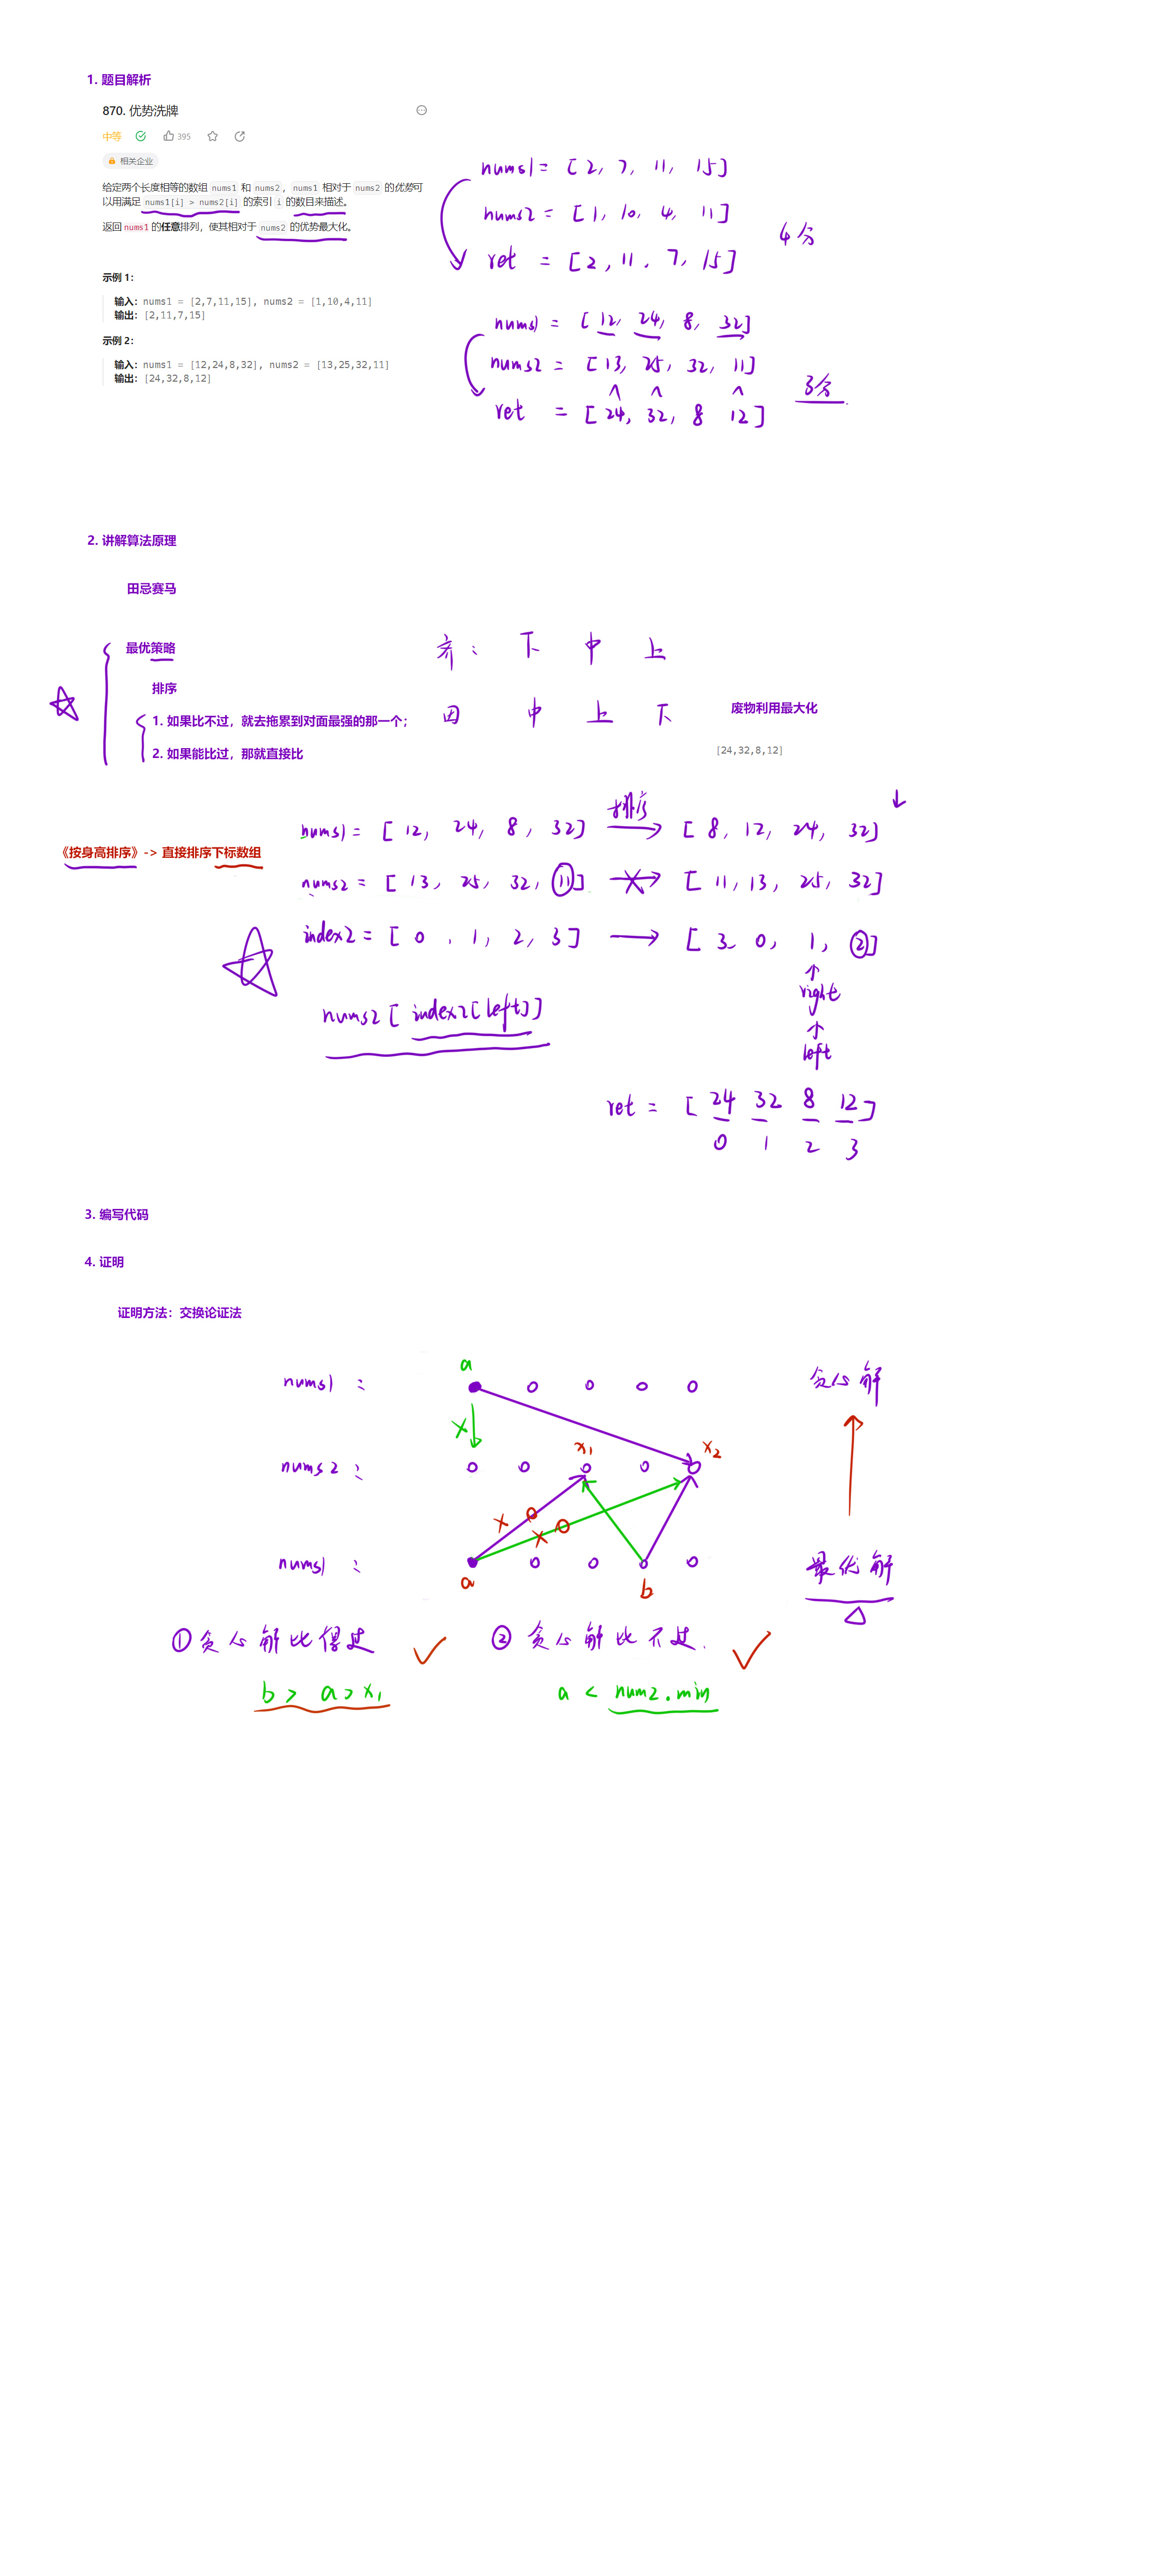 1. 题目解析
870. 优势洗牌
中等 395
相关企业
给定两个长度相等的数组 nums1 和 nums2，nums1 相对于 nums2 的优势可
以用满足 nums1[i] > nums2[i] 的索引 i 的数目来描述。
返回 nums1 的任意排列，使其相对于 nums2 的优势最大化。
示例 1：
输入：nums1 = [2,7,11,15], nums2 = [1,10,4,11]
输出：[2,11,7,15]
示例 2：
输入：nums1 = [12,24,8,32], nums2 = [13,25,32,11]
输出：[24,32,8,12]
nums1 = [2, 7, 11, 15]
nums2 = [1, 10, 4, 11]
4分
ret = [2, 11, 7, 15]
nums1 = [12, 24, 8, 32]
nums2 = [13, 25, 32, 11]
3分
ret = [24, 32, 8 12]
2. 讲解算法原理
田忌赛马
最优策略
齐： 下 中 上
排序
1. 如果比不过，就去拖累到对面最强的那一个；
田 中 上 下
废物利用最大化
2. 如果能比过，那就直接比
[24,32,8,12]
nums1 = [12, 24, 8, 32] 排序 [8, 12, 24, 32]
《按身高排序》-> 直接排序下标数组
nums2 = [13, 25, 32, 11] X [11, 13, 25, 32]
index2 = [0, 1, 2, 3] [3 0, 1, 2]
right
nums2[index2[left]]
left
ret = [24 32 8 12]
0 1 2 3
3. 编写代码
4. 证明
证明方法：交换论证法
a
nums1 :
贪心解
X
x1 x2
nums2 :
x x
nums1 :
最优解
a b
① 贪心解比得过
② 贪心解比不过.
b > a > x1
a < num2.min